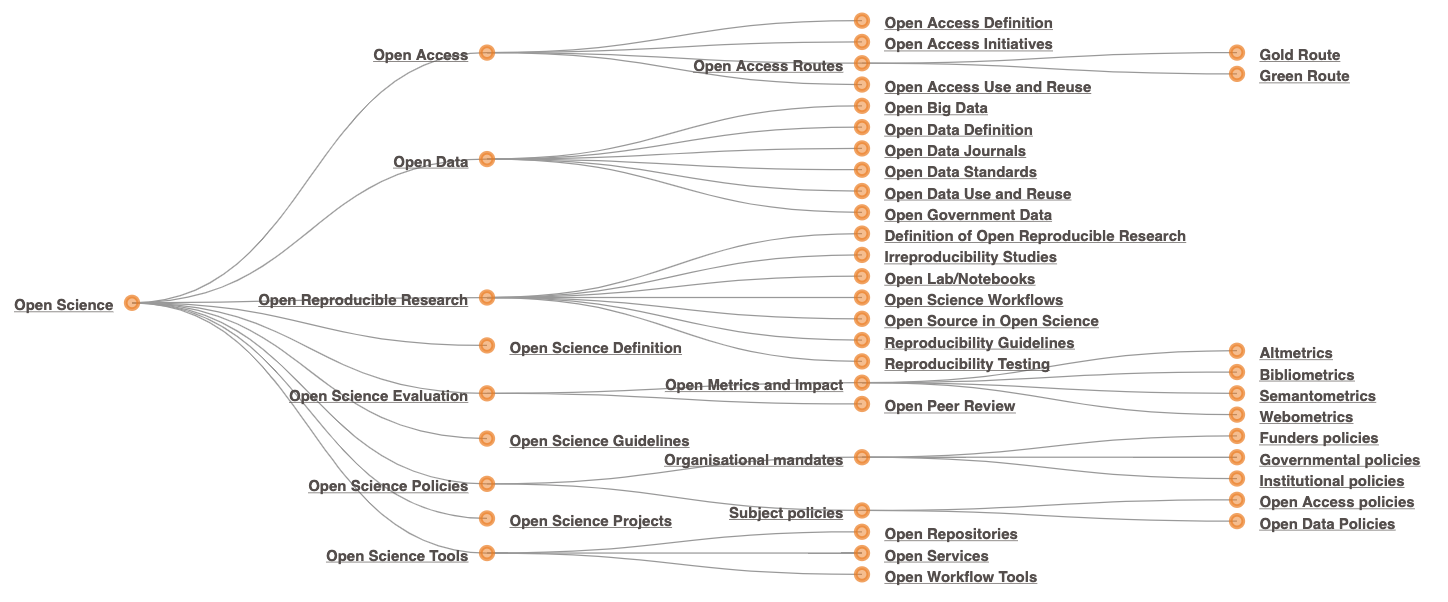 Open Science
Open Access
Open Access Definition
Open Access Initiatives
Open Access Routes
Gold Route
Green Route
Open Access Use and Reuse
Open Data
Open Big Data
Open Data Definition
Open Data Journals
Open Data Standards
Open Data Use and Reuse
Open Government Data
Open Reproducible Research
Definition of Open Reproducible Research
Irreproducibility Studies
Open Lab/Notebooks
Open Science Workflows
Open Source in Open Science
Reproducibility Guidelines
Reproducibility Testing
Open Science Definition
Open Science Evaluation
Open Metrics and Impact
Altmetrics
Bibliometrics
Semantometrics
Webometrics
Open Peer Review
Open Science Guidelines
Open Science Policies
Organisational mandates
Funders policies
Governmental policies
Institutional policies
Subject policies
Open Access policies
Open Data Policies
Open Science Projects
Open Science Tools
Open Repositories
Open Services
Open Workflow Tools